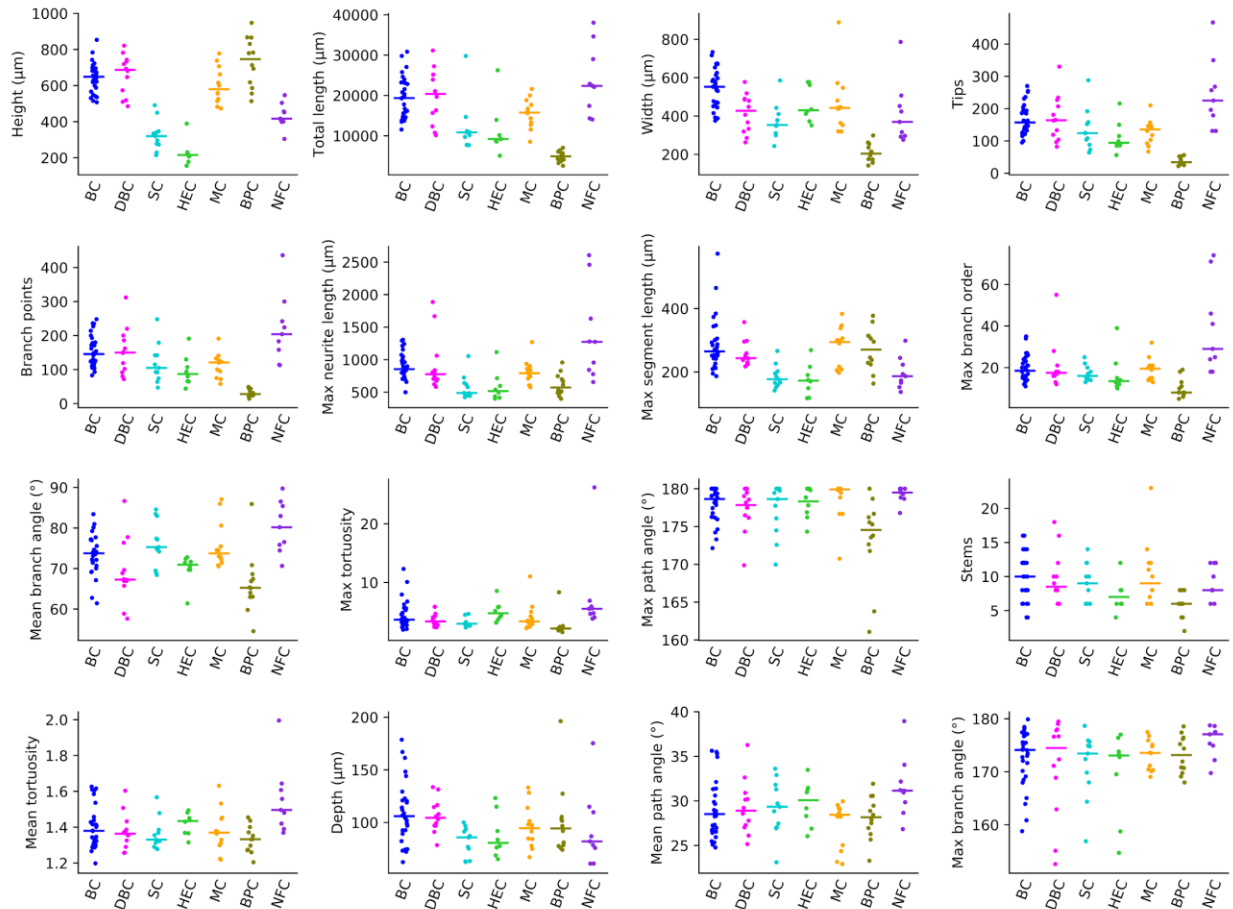 Height (µm)
1000
800
600
400
200
BC
DBC
SC
HEC
MC
BPC
NFC
Total length (µm)
40000
30000
20000
10000
BC
DBC
SC
HEC
MC
BPC
NFC
Width (µm)
800
600
400
200
BC
DBC
SC
HEC
MC
BPC
NFC
Tips
400
300
200
100
0
BC
DBC
SC
HEC
MC
BPC
NFC
Branch points
400
300
200
100
0
BC
DBC
SC
HEC
MC
BPC
NFC
Max neurite length (µm)
2500
2000
1500
1000
500
BC
DBC
SC
HEC
MC
BPC
NFC
Max segment length (µm)
400
200
BC
DBC
SC
HEC
MC
BPC
NFC
Max branch order
60
40
20
BC
DBC
SC
HEC
MC
BPC
NFC
Mean branch angle (°)
90
80
70
60
BC
DBC
SC
HEC
MC
BPC
NFC
Max tortuosity
20
10
BC
DBC
SC
HEC
MC
BPC
NFC
Max path angle (°)
180
175
170
165
160
BC
DBC
SC
HEC
MC
BPC
NFC
Stems
20
15
10
5
BC
DBC
SC
HEC
MC
BPC
NFC
Mean tortuosity
2.0
1.8
1.6
1.4
1.2
BC
DBC
SC
HEC
MC
BPC
NFC
Depth (µm)
200
150
100
BC
DBC
SC
HEC
MC
BPC
NFC
Mean path angle (°)
40
35
30
25
BC
DBC
SC
HEC
MC
BPC
NFC
Max branch angle (°)
180
170
160
BC
DBC
SC
HEC
MC
BPC
NFC